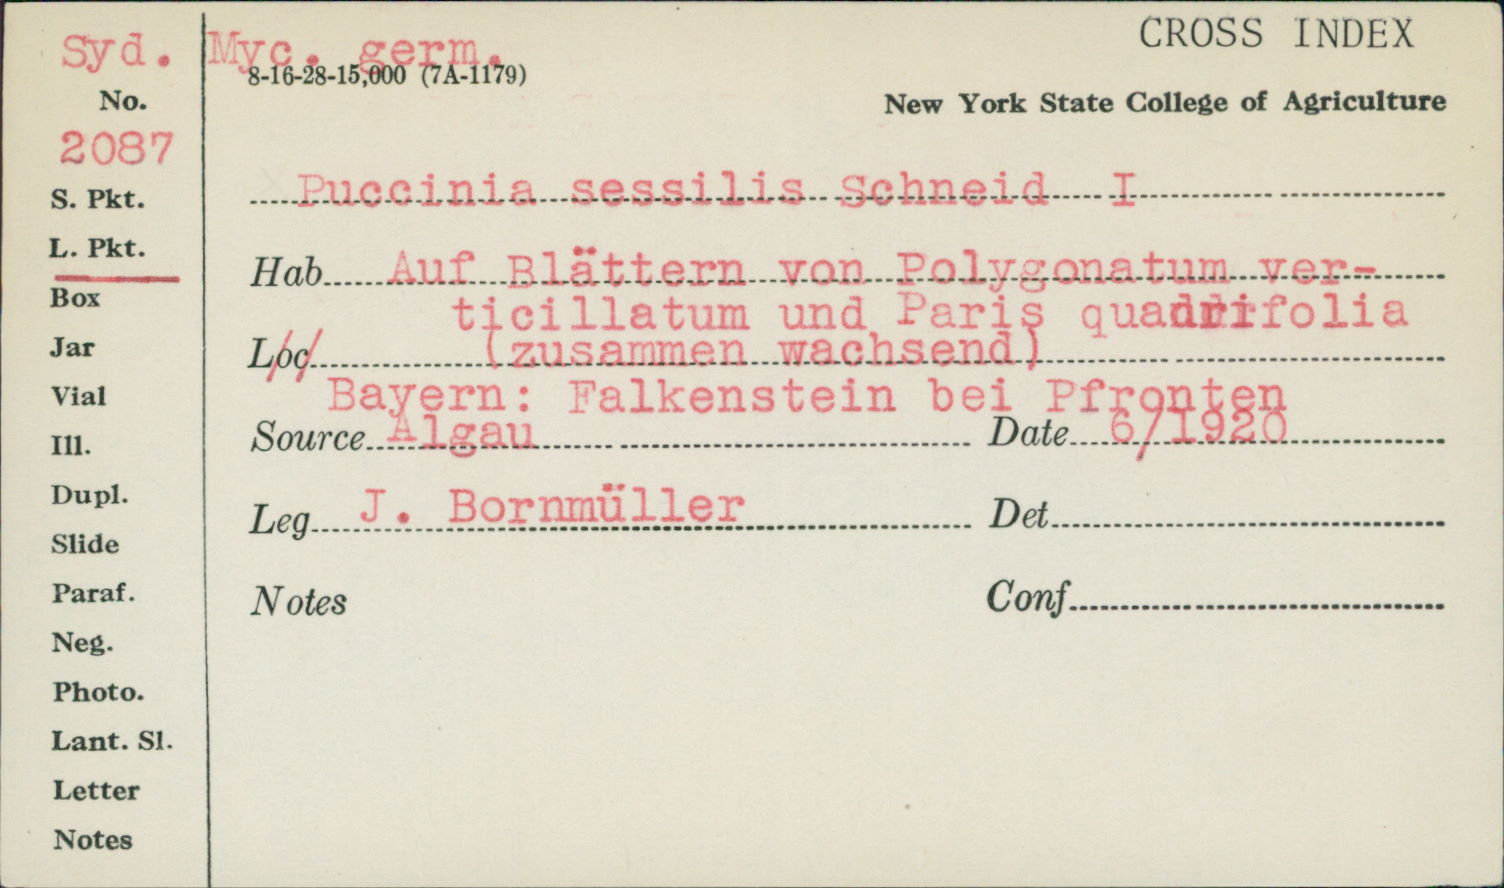 CROSS INDEX
Syd. Myc. germ.
8-16-28-15,000 (7A-1179)
New York State College of Agriculture
No.
2087
S. Pkt.
L. Pkt.
Box
Jar
Vial
Ill.
Dupl.
Slide
Paraf.
Neg.
Photo.
Lant. Sl.
Letter
Notes
Puccinia sessilis Schneid I
Hab. Auf Blättern von Polygonatum ver-
ticillatum und Paris quadrifolia
Loc (zusammen wachsend)
Bayern: Falkenstein bei Pfronten
Source Algau Date 6/1920
Leg J. Bornmüller Det
Notes Conf